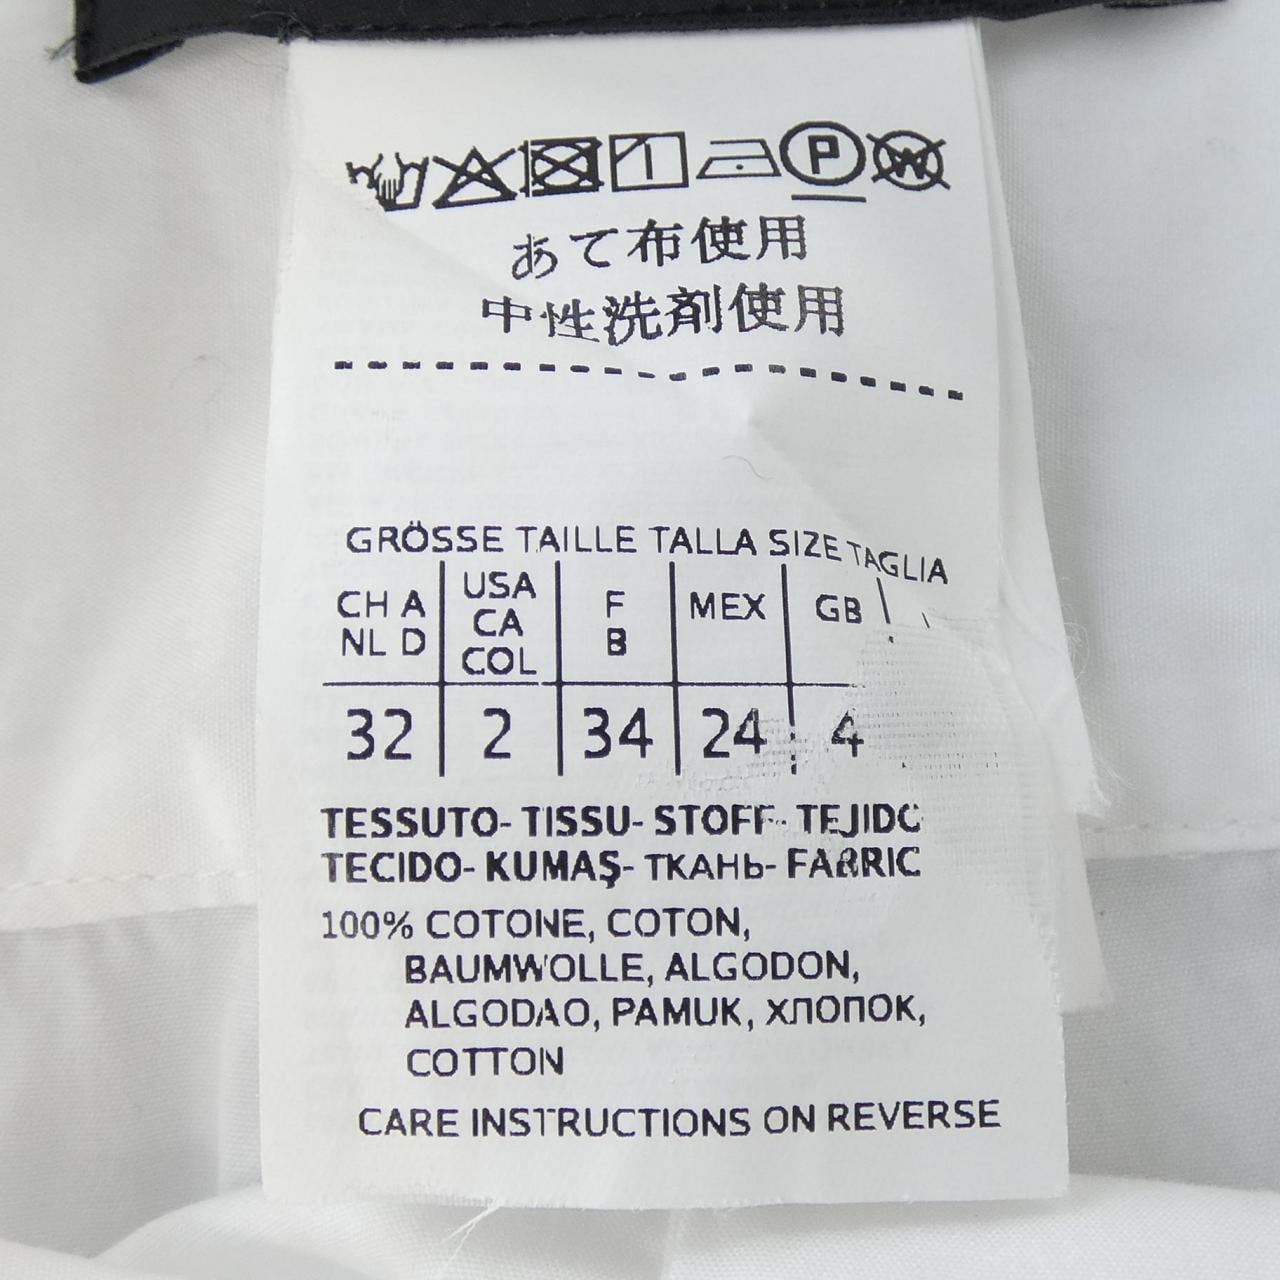 P W
あて布使用
中性洗剤使用
GRÖSSE TAILLE TALLA SIZE TAGLIA
CH A USA F MEX GB
NL D CA B
COL
32 2 34 24 4
TESSUTO- TISSU- STOFF- TEJIDO
TECIDO- KUMAŞ- ТКАНЬ- FABRIC
100% COTONE, COTON,
BAUMWOLLE, ALGODON,
ALGODAO, PAMUK, ХЛОПОК,
COTTON
CARE INSTRUCTIONS ON REVERSE